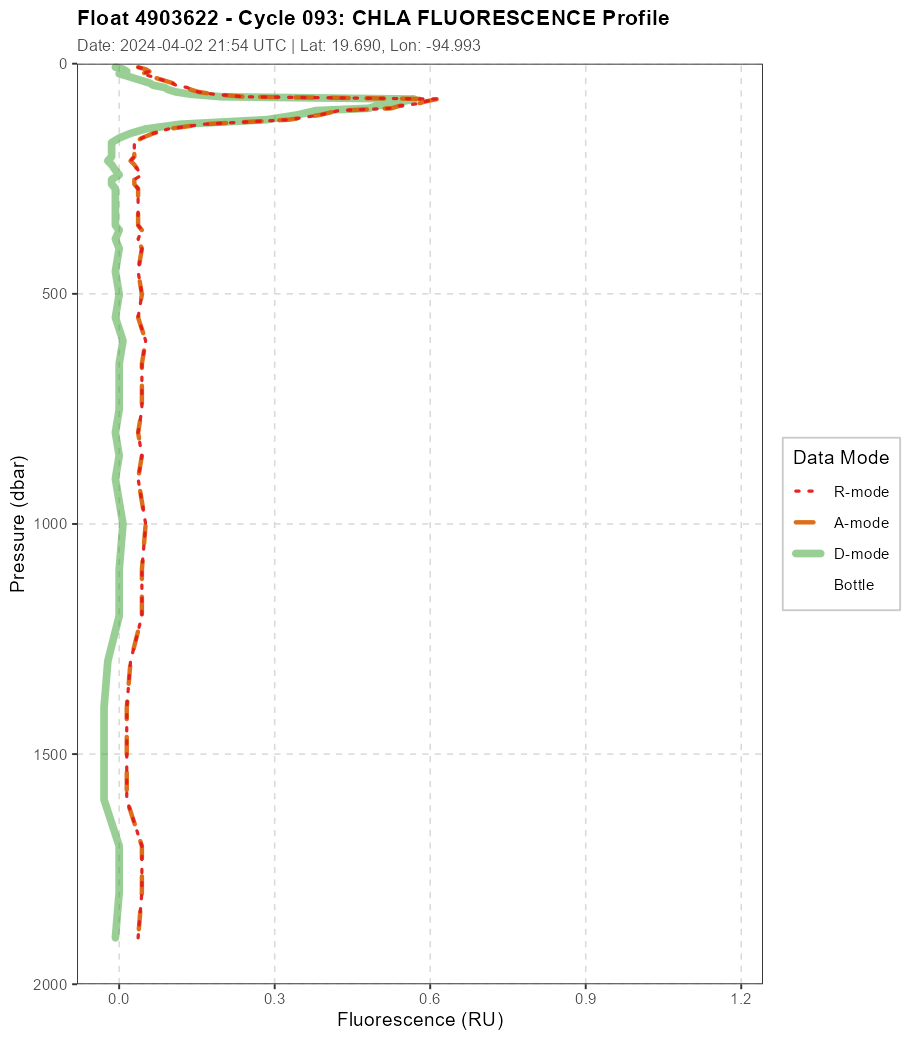 Float 4903622 - Cycle 093: CHLA FLUORESCENCE Profile
Date: 2024-04-02 21:54 UTC | Lat: 19.690, Lon: -94.993
0
500
1000
1500
2000
Pressure (dbar)
0.0 0.3 0.6 0.9 1.2
Fluorescence (RU)
Data Mode
R-mode
A-mode
D-mode
Bottle